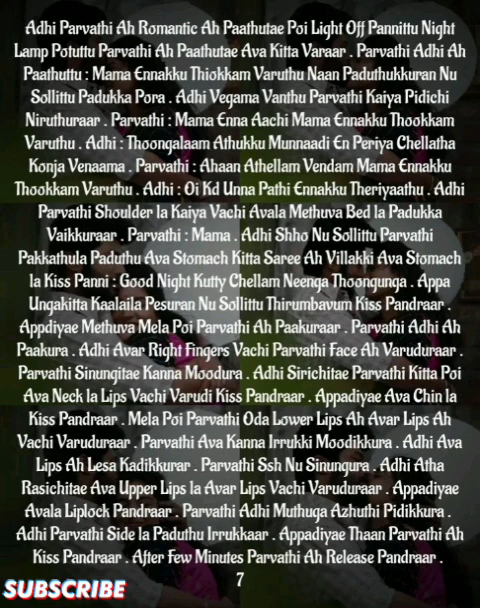 Adhi Parvathi Ah Romantic Ah Paathutae Poi Light Off Pannittu Night
Lamp Potuttu Parvathi Ah Paathutae Ava Kitta Varaar . Parvathi Adhi Ah
Paathuttu : Mama Ennakku Thiokkam Varuthu Naan Paduthukkuran Nu
Sollittu Padukka Pora . Adhi Vegama Vanthu Parvathi Kaiya Pidichi
Niruthuraar . Parvathi : Mama Enna Aachi Mama Ennakku Thookkam
Varuthu . Adhi : Thoongalaam Athukku Munnaadi En Periya Chellatha
Konja Venaama . Parvathi : Ahaan Athellam Vendam Mama Ennakku
Thookkam Varuthu . Adhi : Oi Kd Unna Pathi Ennakku Theriyaathu . Adhi
Parvathi Shoulder la Kaiya Vachi Avala Methuva Bed la Padukka
Vaikkuraar . Parvathi : Mama . Adhi Shho Nu Sollittu Parvathi
Pakkathula Paduthu Ava Stomach Kitta Saree Ah Villakki Ava Stomach
la Kiss Panni : Good Night Kutty Chellam Neenga Thoongunga . Appa
Ungakitta Kaalaila Pesuran Nu Sollittu Thirumbavum Kiss Pandraar .
Appdiyae Methuva Mela Poi Parvathi Ah Paakuraar . Parvathi Adhi Ah
Paakura . Adhi Avar Right Fingers Vachi Parvathi Face Ah Varuduraar .
Parvathi Sinungitae Kanna Moodura . Adhi Sirichitae Parvathi Kitta Poi
Ava Neck la Lips Vachi Varudi Kiss Pandraar . Appadiyae Ava Chin la
Kiss Pandraar . Mela Poi Parvathi Oda Lower Lips Ah Avar Lips Ah
Vachi Varuduraar . Parvathi Ava Kanna Irrukki Moodikkura . Adhi Ava
Lips Ah Lesa Kadikkurar . Parvathi Ssh Nu Sinungura . Adhi Atha
Rasichitae Ava Upper Lips la Avar Lips Vachi Varuduraar . Appadiyae
Avala Liplock Pandraar . Parvathi Adhi Muthuga Azhuthi Pidikkura .
Adhi Parvathi Side la Paduthu Irrukkaar . Appadiyae Thaan Parvathi Ah
Kiss Pandraar . After Few Minutes Parvathi Ah Release Pandraar .
7
SUBSCRIBE